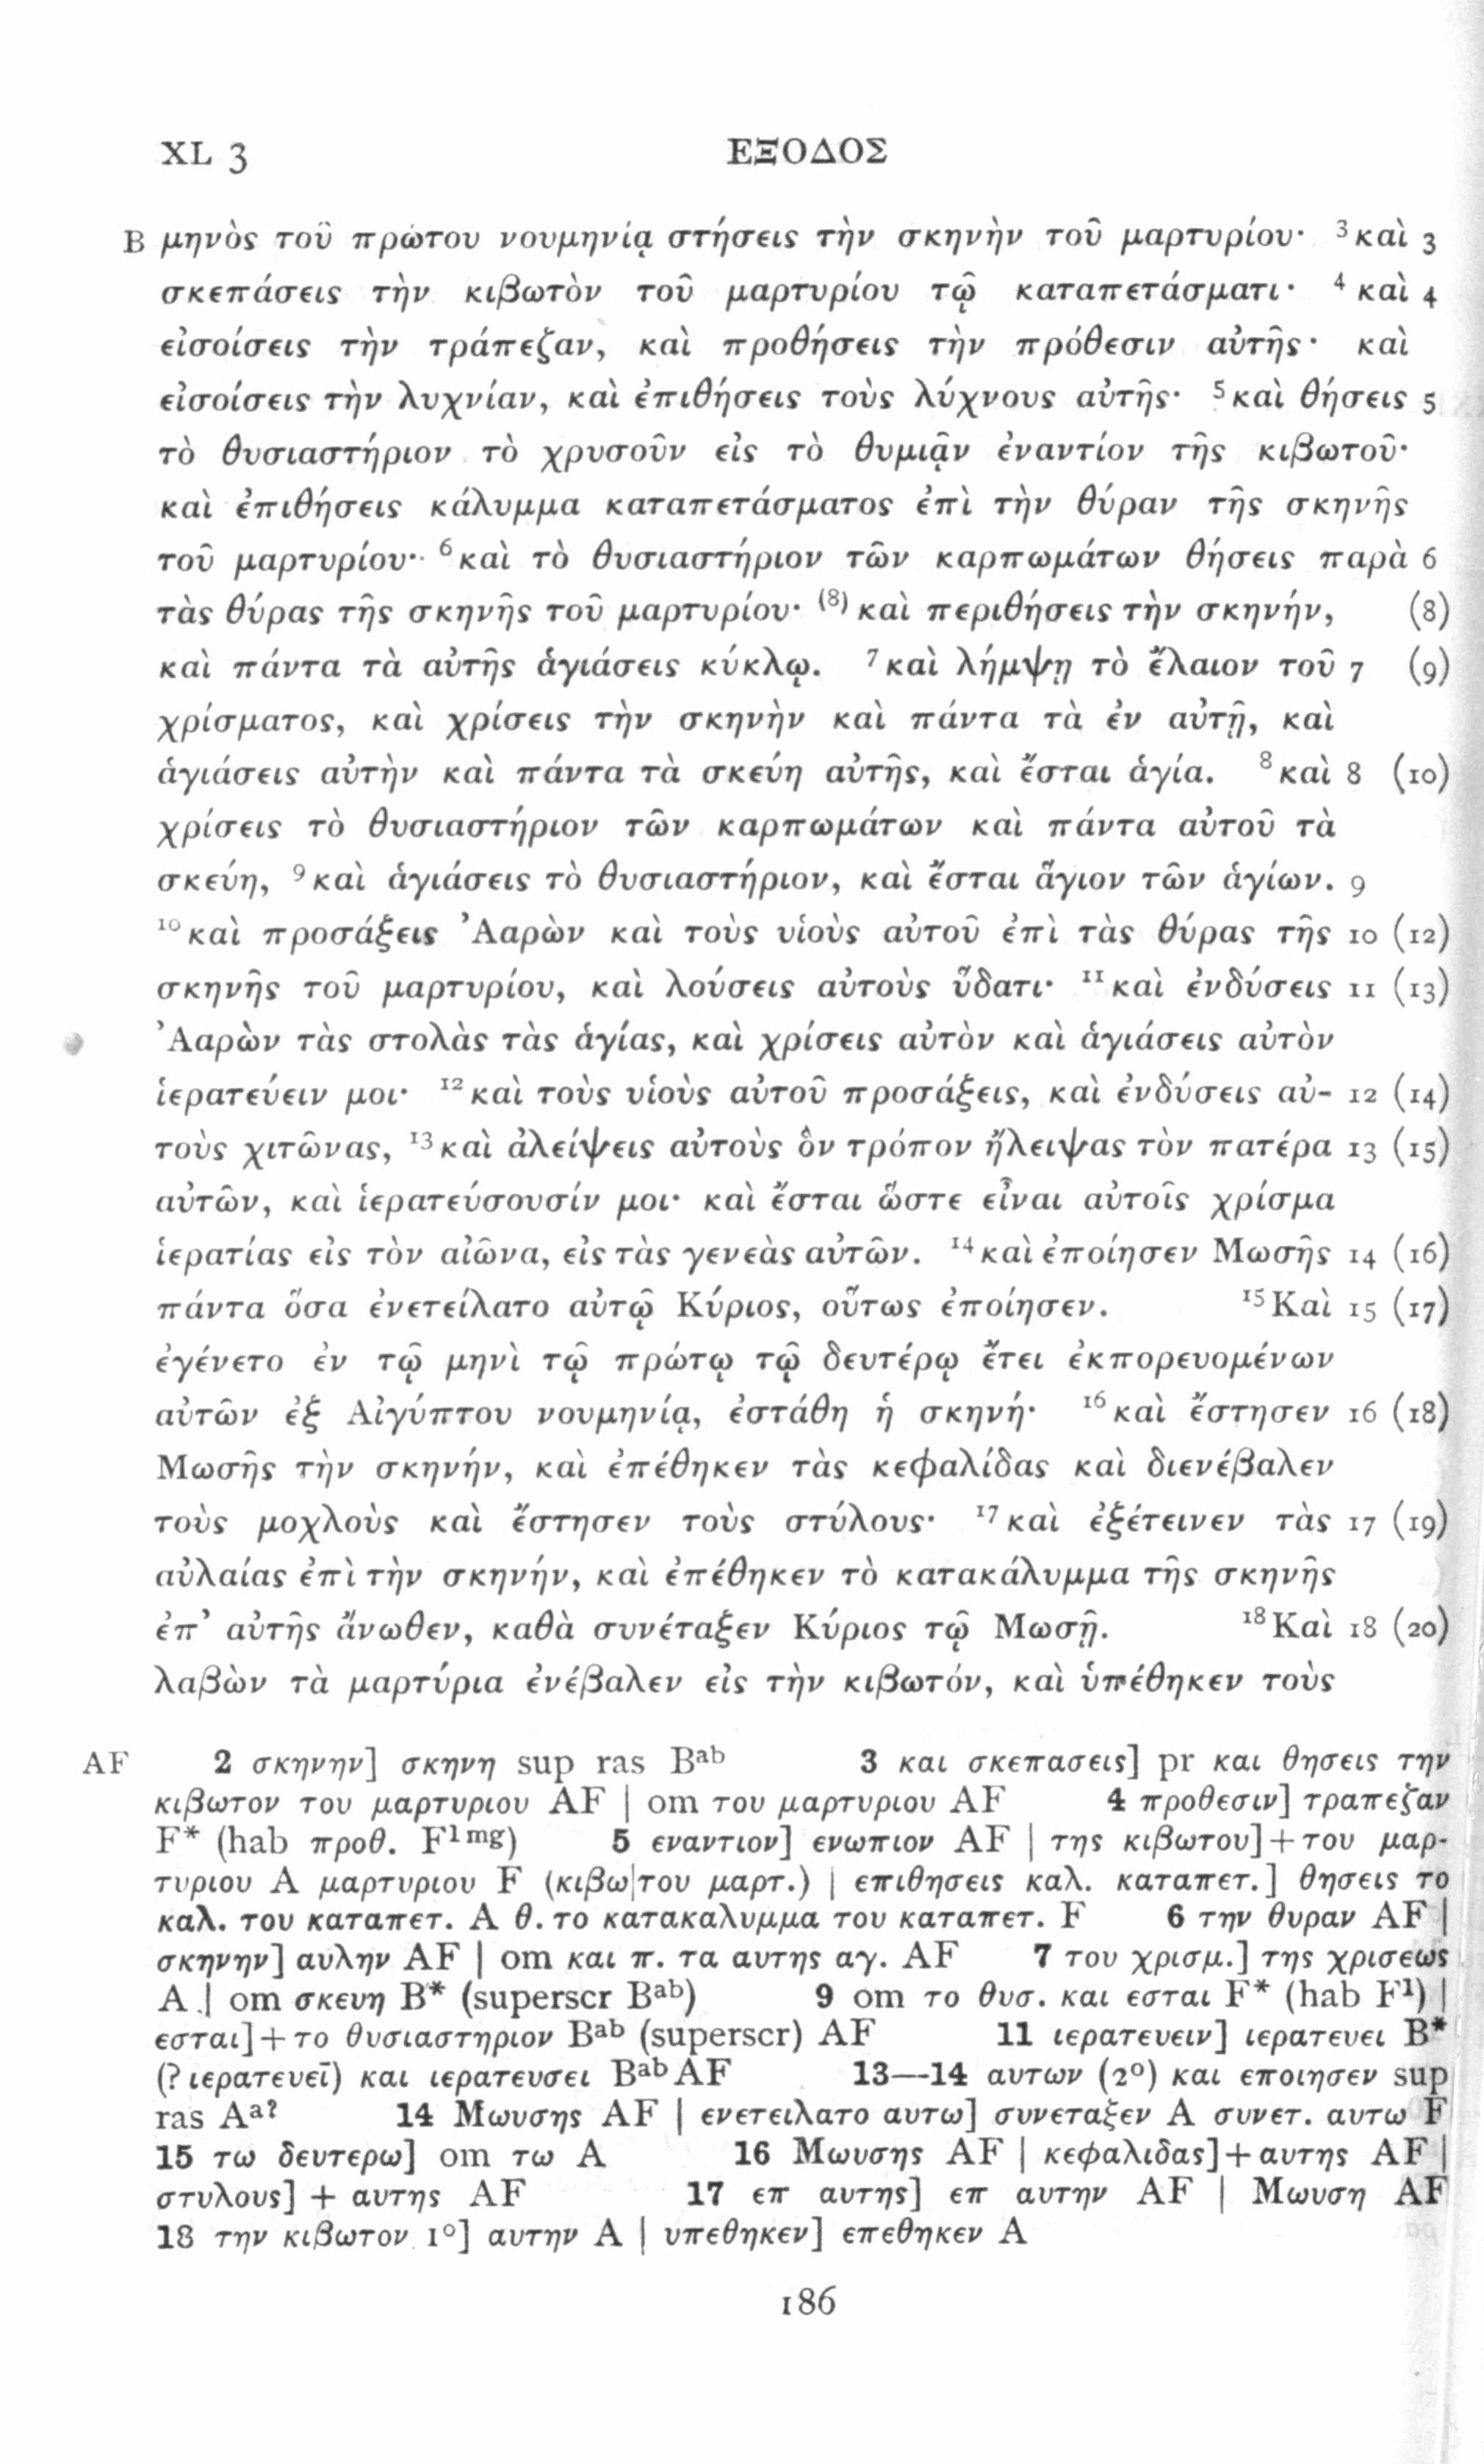 XL 3 ΕΞΟΔΟΣ
B μηνὸς τοῦ πρώτου νουμηνίᾳ στήσεις τὴν σκηνὴν τοῦ μαρτυρίου· ³καὶ 3
σκεπάσεις τὴν κιβωτὸν τοῦ μαρτυρίου τῷ καταπετάσματι· ⁴καὶ 4
εἰσοίσεις τὴν τράπεζαν, καὶ προθήσεις τὴν πρόθεσιν αὐτῆς· καὶ
εἰσοίσεις τὴν λυχνίαν, καὶ ἐπιθήσεις τοὺς λύχνους αὐτῆς· ⁵καὶ θήσεις 5
τὸ θυσιαστήριον τὸ χρυσοῦν εἰς τὸ θυμιᾷν ἐναντίον τῆς κιβωτοῦ·
καὶ ἐπιθήσεις κάλυμμα καταπετάσματος ἐπὶ τὴν θύραν τῆς σκηνῆς
τοῦ μαρτυρίου· ⁶καὶ τὸ θυσιαστήριον τῶν καρπωμάτων θήσεις παρὰ 6
τὰς θύρας τῆς σκηνῆς τοῦ μαρτυρίου· ⁽⁸⁾καὶ περιθήσεις τὴν σκηνήν, (8)
καὶ πάντα τὰ αὐτῆς ἁγιάσεις κύκλῳ. ⁷καὶ λήμψῃ τὸ ἔλαιον τοῦ 7 (9)
χρίσματος, καὶ χρίσεις τὴν σκηνὴν καὶ πάντα τὰ ἐν αὐτῇ, καὶ
ἁγιάσεις αὐτὴν καὶ πάντα τὰ σκεύη αὐτῆς, καὶ ἔσται ἁγία. ⁸καὶ 8 (10)
χρίσεις τὸ θυσιαστήριον τῶν καρπωμάτων καὶ πάντα αὐτοῦ τὰ
σκεύη, ⁹καὶ ἁγιάσεις τὸ θυσιαστήριον, καὶ ἔσται ἅγιον τῶν ἁγίων. 9
¹⁰καὶ προσάξεις Ἀαρὼν καὶ τοὺς υἱοὺς αὐτοῦ ἐπὶ τὰς θύρας τῆς 10 (12)
σκηνῆς τοῦ μαρτυρίου, καὶ λούσεις αὐτοὺς ὕδατι· ¹¹καὶ ἐνδύσεις 11 (13)
Ἀαρὼν τὰς στολὰς τὰς ἁγίας, καὶ χρίσεις αὐτὸν καὶ ἁγιάσεις αὐτὸν
ἱερατεύειν μοι· ¹²καὶ τοὺς υἱοὺς αὐτοῦ προσάξεις, καὶ ἐνδύσεις αὐ- 12 (14)
τοὺς χιτῶνας, ¹³καὶ ἀλείψεις αὐτοὺς ὃν τρόπον ἤλειψας τὸν πατέρα 13 (15)
αὐτῶν, καὶ ἱερατεύσουσίν μοι· καὶ ἔσται ὥστε εἶναι αὐτοῖς χρίσμα
ἱερατίας εἰς τὸν αἰῶνα, εἰς τὰς γενεὰς αὐτῶν. ¹⁴καὶ ἐποίησεν Μωσῆς 14 (16)
πάντα ὅσα ἐνετείλατο αὐτῷ Κύριος, οὕτως ἐποίησεν. ¹⁵Καὶ 15 (17)
ἐγένετο ἐν τῷ μηνὶ τῷ πρώτῳ τῷ δευτέρῳ ἔτει ἐκπορευομένων
αὐτῶν ἐξ Αἰγύπτου νουμηνίᾳ, ἐστάθη ἡ σκηνή· ¹⁶καὶ ἔστησεν 16 (18)
Μωσῆς τὴν σκηνήν, καὶ ἐπέθηκεν τὰς κεφαλίδας καὶ διενέβαλεν
τοὺς μοχλοὺς καὶ ἔστησεν τοὺς στύλους· ¹⁷καὶ ἐξέτεινεν τὰς 17 (19)
αὐλαίας ἐπὶ τὴν σκηνήν, καὶ ἐπέθηκεν τὸ κατακάλυμμα τῆς σκηνῆς
ἐπ’ αὐτῆς ἄνωθεν, καθὰ συνέταξεν Κύριος τῷ Μωσῇ. ¹⁸Καὶ 18 (20)
λαβὼν τὰ μαρτύρια ἐνέβαλεν εἰς τὴν κιβωτόν, καὶ ὑπέθηκεν τοὺς
AF 2 σκηνην] σκηνη sup ras Bᵃᵇ 3 και σκεπασεις] pr και θησεις την
κιβωτον του μαρτυριου AF | om του μαρτυριου AF 4 προθεσιν] τραπεζαν
F* (hab προθ. F¹ᵐᵍ) 5 εναντιον] ενωπιον AF | της κιβωτου]+του μαρ-
τυριου A μαρτυριου F (κιβω|του μαρτ.) | επιθησεις καλ. καταπετ.] θησεις το
καλ. του καταπετ. A θ. το κατακαλυμμα του καταπετ. F 6 την θυραν AF |
σκηνην] αυλην AF | om και π. τα αυτης αγ. AF 7 του χρισμ.] της χρισεως
A | om σκευη B* (superscr Bᵃᵇ) 9 om το θυσ. και εσται F* (hab F¹) |
εσται]+το θυσιαστηριον Bᵃᵇ (superscr) AF 11 ιερατευειν] ιερατευει B*
(? ιερατευεῑ) και ιερατευσει Bᵃᵇ AF 13—14 αυτων (2º) και εποιησεν sup
ras Aᵃ? 14 Μωυσης AF | ενετειλατο αυτω] συνεταξεν A συνετ. αυτω F
15 τω δευτερω] om τω A 16 Μωυσης AF | κεφαλιδας]+αυτης AF |
στυλους] + αυτης AF 17 επ αυτης] επ αυτην AF | Μωυση AF
18 την κιβωτον 1º] αυτην A | υπεθηκεν] επεθηκεν A
186